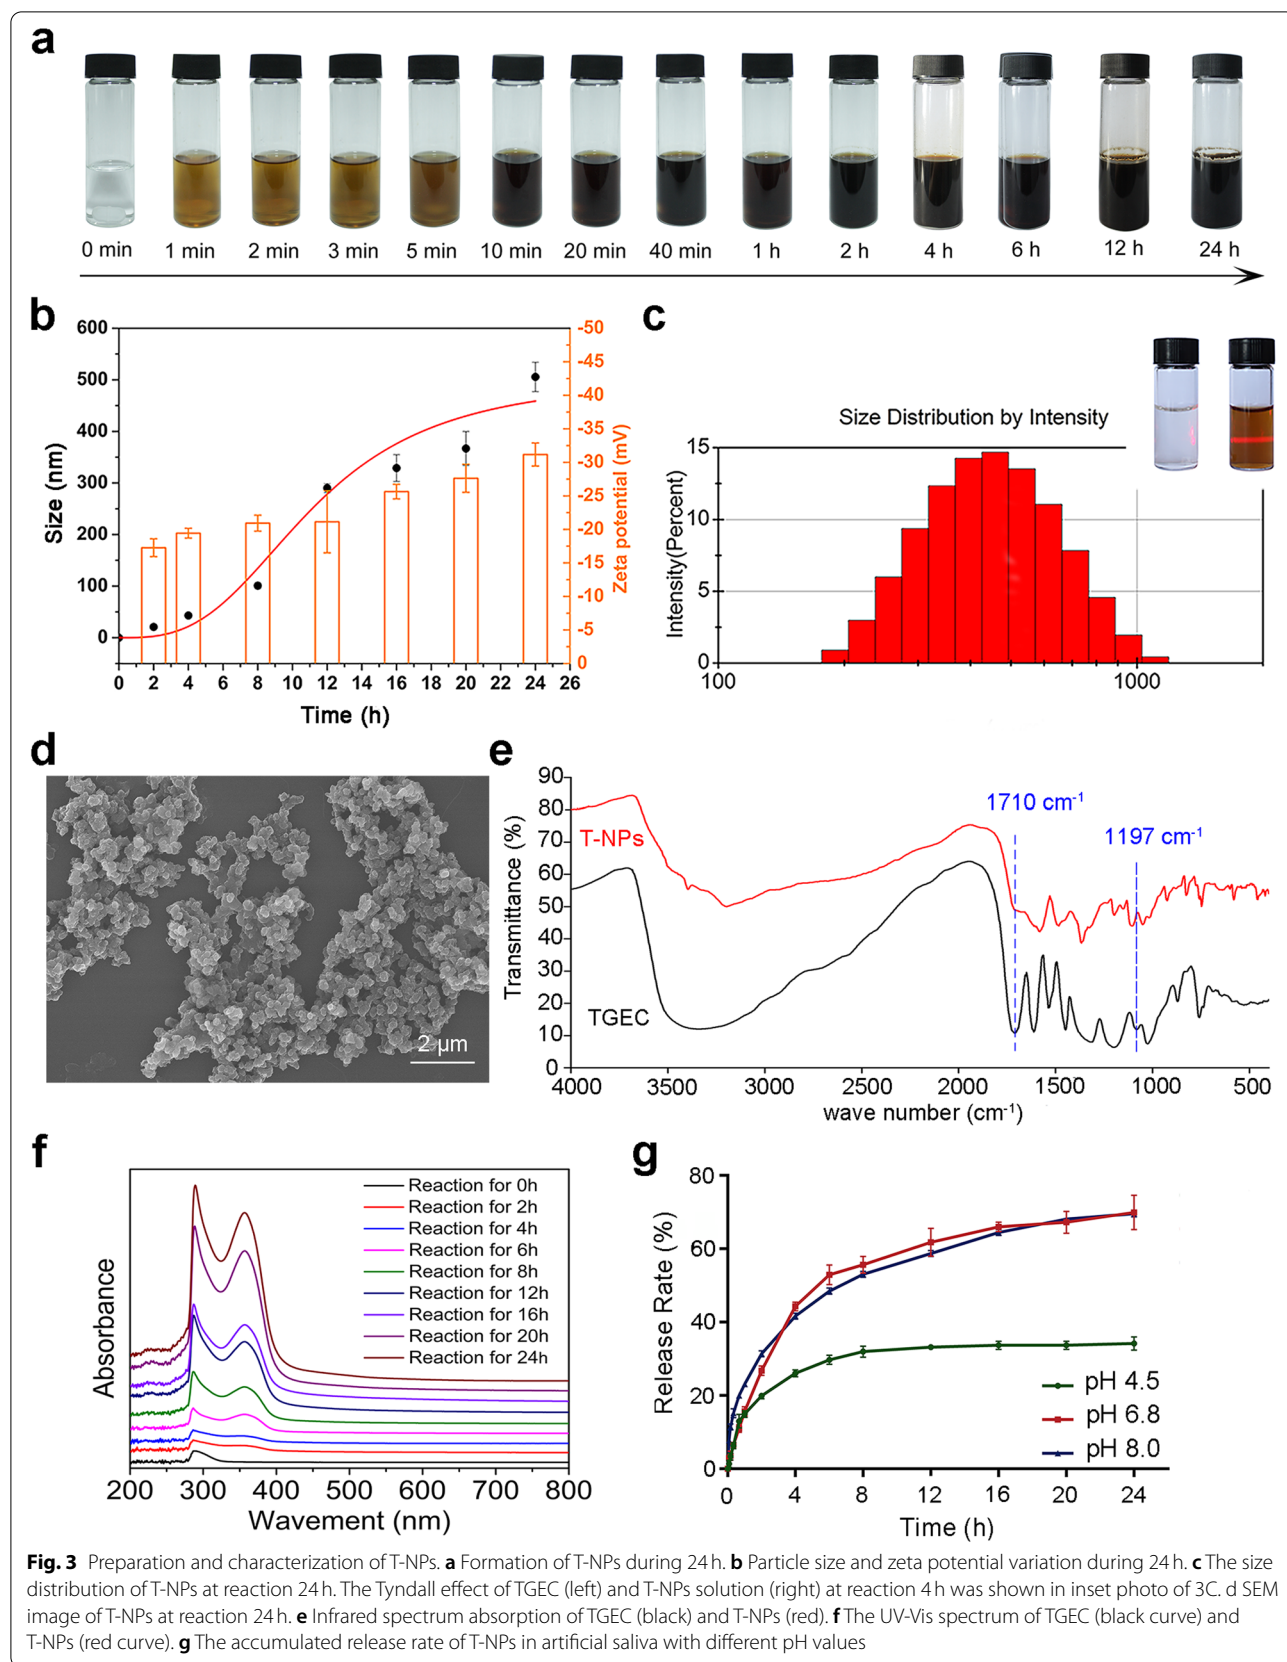 a
0 min 1 min 2 min 3 min 5 min 10 min 20 min 40 min 1 h 2 h 4 h 6 h 12 h 24 h
b
600
500
400
300
200
100
0
Size (nm)
-50
-45
-40
-35
-30
-25
-20
-15
-10
-5
0
Zeta potential (mV)
0 2 4 6 8 10 12 14 16 18 20 22 24 26
Time (h)
c
Size Distribution by Intensity
15
10
5
0
Intensity(Percent)
100 1000
d
2 µm
e
90
80
70
60
50
40
30
20
10
0
Transmittance (%)
T-NPs
TGEC
1710 cm-1
1197 cm-1
4000 3500 3000 2500 2000 1500 1000 500
wave number (cm-1)
f
Absorbance
Reaction for 0h
Reaction for 2h
Reaction for 4h
Reaction for 6h
Reaction for 8h
Reaction for 12h
Reaction for 16h
Reaction for 20h
Reaction for 24h
200 300 400 500 600 700 800
Wavement (nm)
g
80
60
40
20
0
Release Rate (%)
pH 4.5
pH 6.8
pH 8.0
0 4 8 12 16 20 24
Time (h)
Fig. 3 Preparation and characterization of T-NPs. a Formation of T-NPs during 24 h. b Particle size and zeta potential variation during 24 h. c The size
distribution of T-NPs at reaction 24 h. The Tyndall effect of TGEC (left) and T-NPs solution (right) at reaction 4 h was shown in inset photo of 3C. d SEM
image of T-NPs at reaction 24 h. e Infrared spectrum absorption of TGEC (black) and T-NPs (red). f The UV-Vis spectrum of TGEC (black curve) and
T-NPs (red curve). g The accumulated release rate of T-NPs in artificial saliva with different pH values